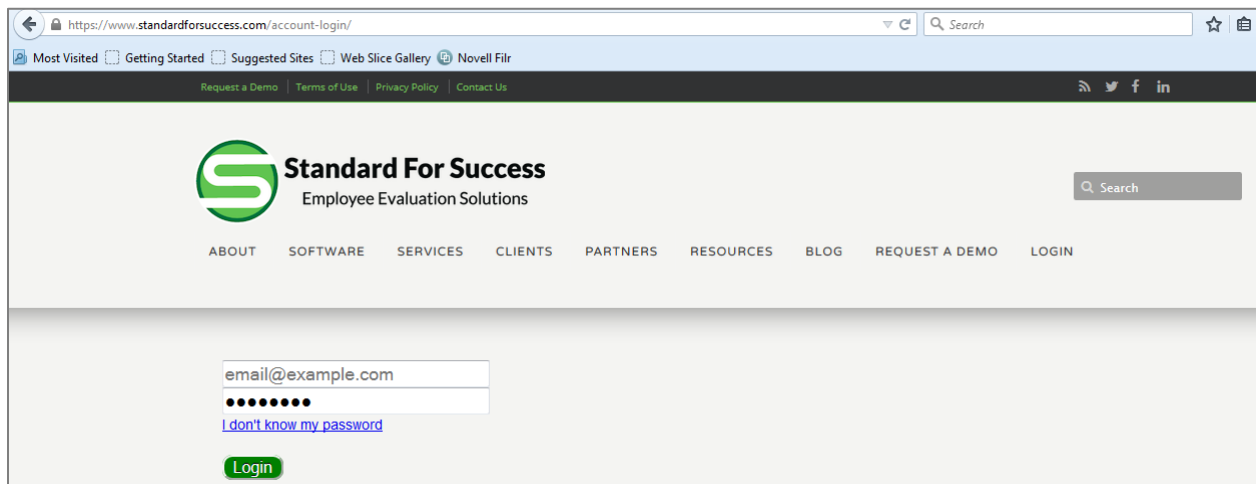 https://www.standardforsuccess.com/account-login/ Search
Most Visited Getting Started Suggested Sites Web Slice Gallery Novell Filr
Request a Demo Terms of Use Privacy Policy Contact Us
Standard For Success
Employee Evaluation Solutions
Search
ABOUT SOFTWARE SERVICES CLIENTS PARTNERS RESOURCES BLOG REQUEST A DEMO LOGIN
email@example.com
●●●●●●●●
I don't know my password
Login